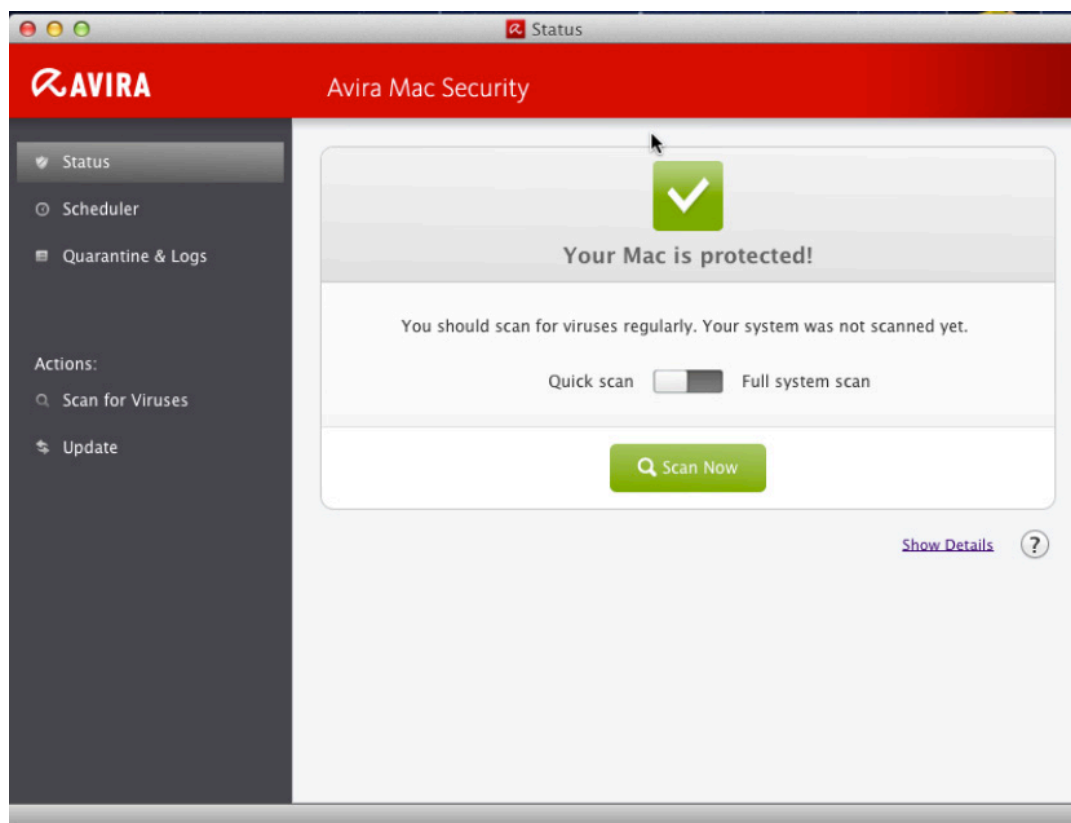 Status
AVIRA
Avira Mac Security
Status
Scheduler
Quarantine & Logs
Actions:
Scan for Viruses
Update
Your Mac is protected!
You should scan for viruses regularly. Your system was not scanned yet.
Quick scan Full system scan
Scan Now
Show Details ?